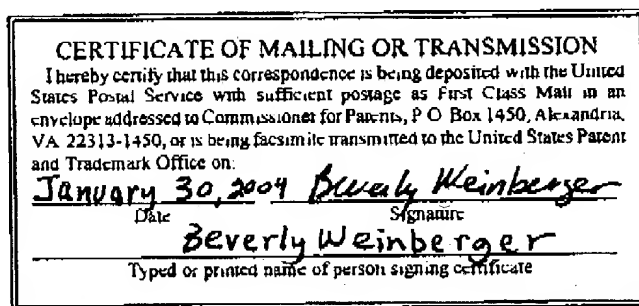 CERTIFICATE OF MAILING OR TRANSMISSION
I hereby certify that this correspondence is being deposited with the United
States Postal Service with sufficient postage as First Class Mail in an
envelope addressed to Commissioner for Patents, P O Box 1450, Alexandria,
VA 22313-1450, or is being facsimile transmitted to the United States Patent
and Trademark Office on:
January 30, 2004 Beverly Weinberger
Date Signature
Beverly Weinberger
Typed or printed name of person signing certificate